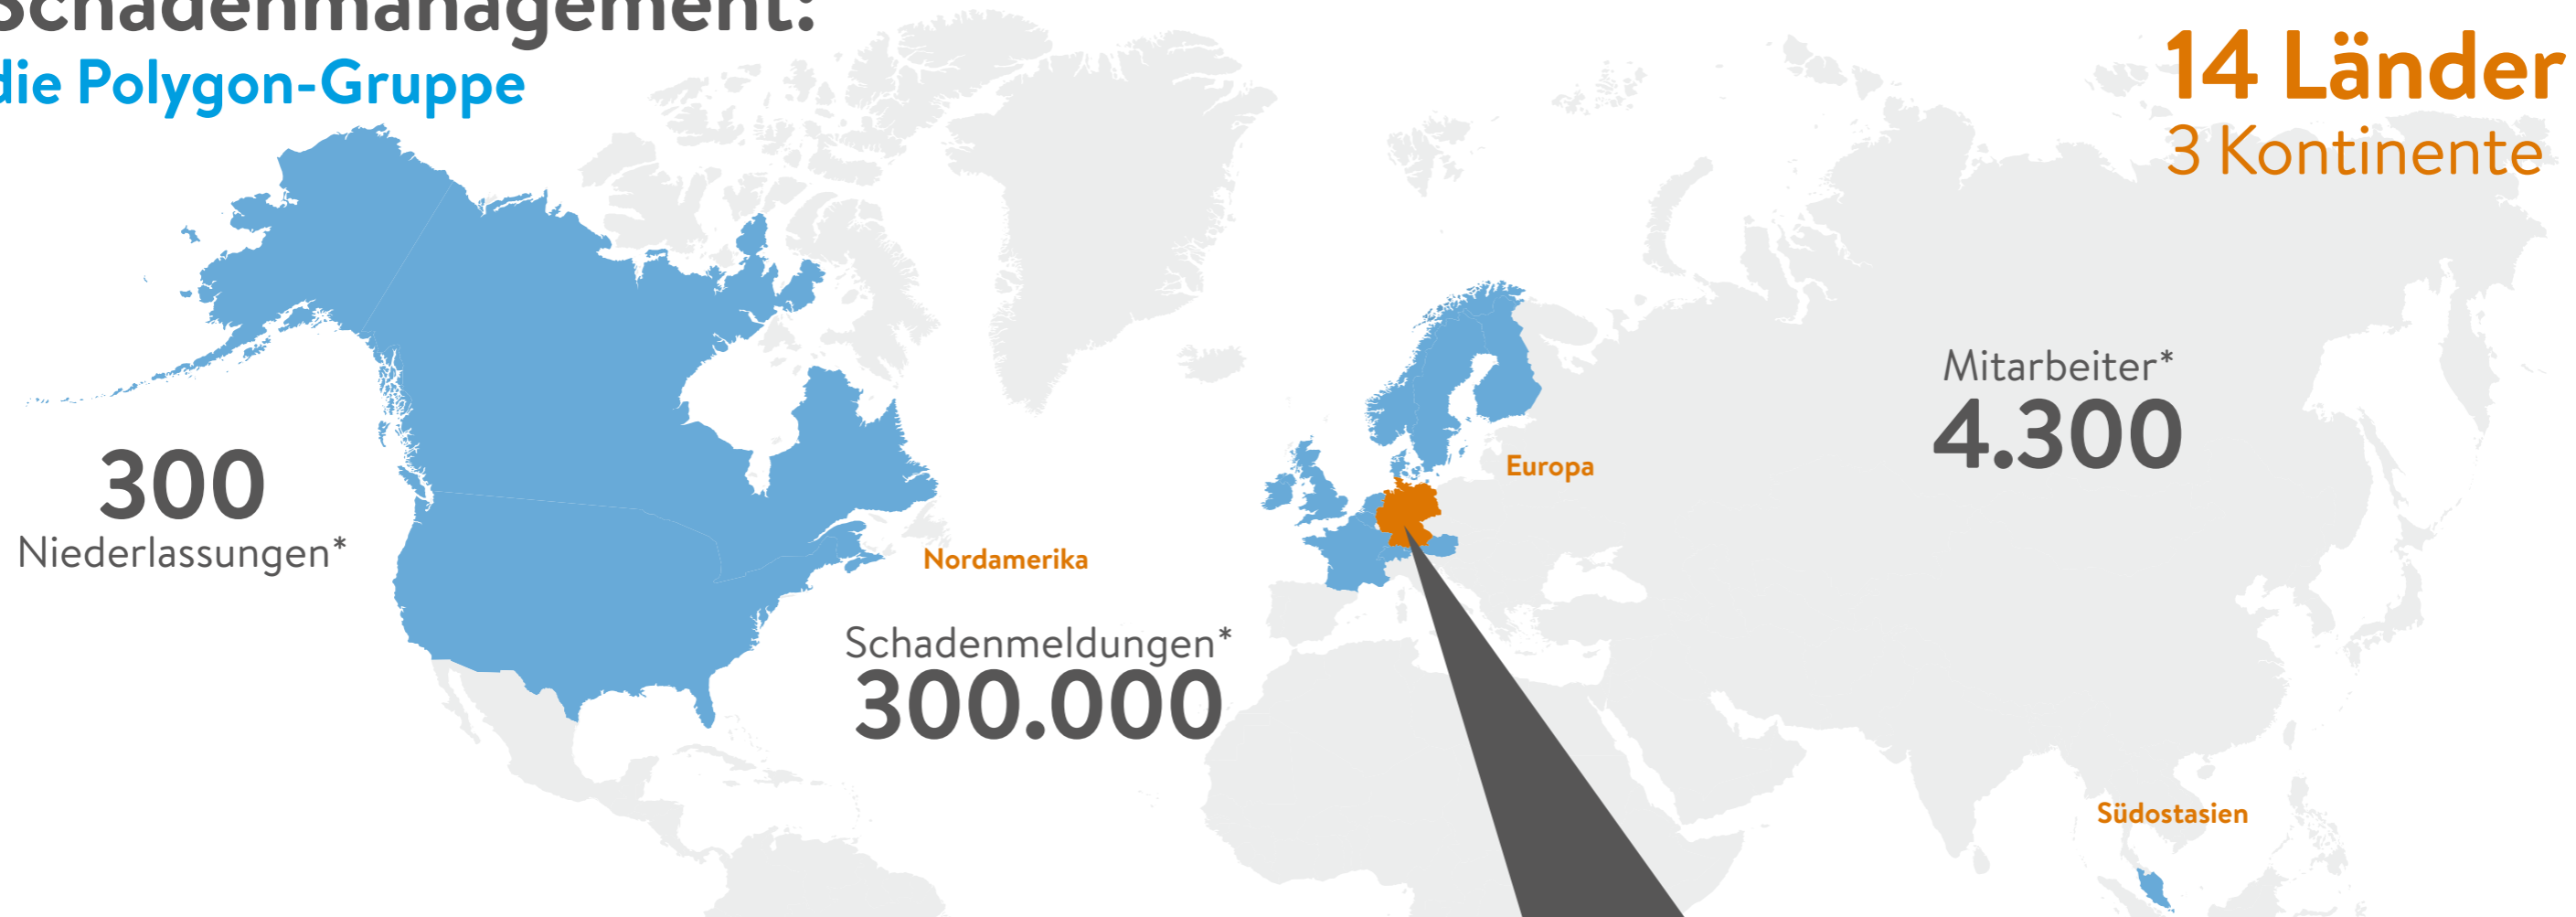 Schadenmanagement:
die Polygon-Gruppe
14 Länder
3 Kontinente
Mitarbeiter*
4.300
300
Niederlassungen*
Europa
Nordamerika
Schadenmeldungen*
300.000
Südostasien